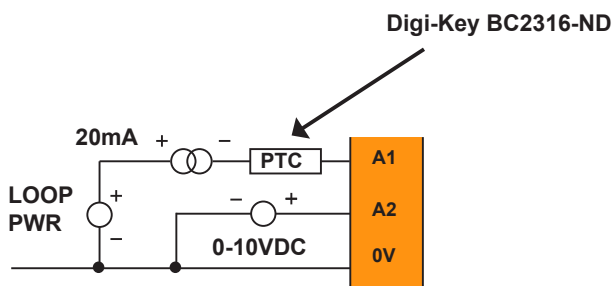 Digi-Key BC2316-ND
20mA + −
PTC
A1
LOOP
PWR
+
−
− +
A2
0-10VDC
0V